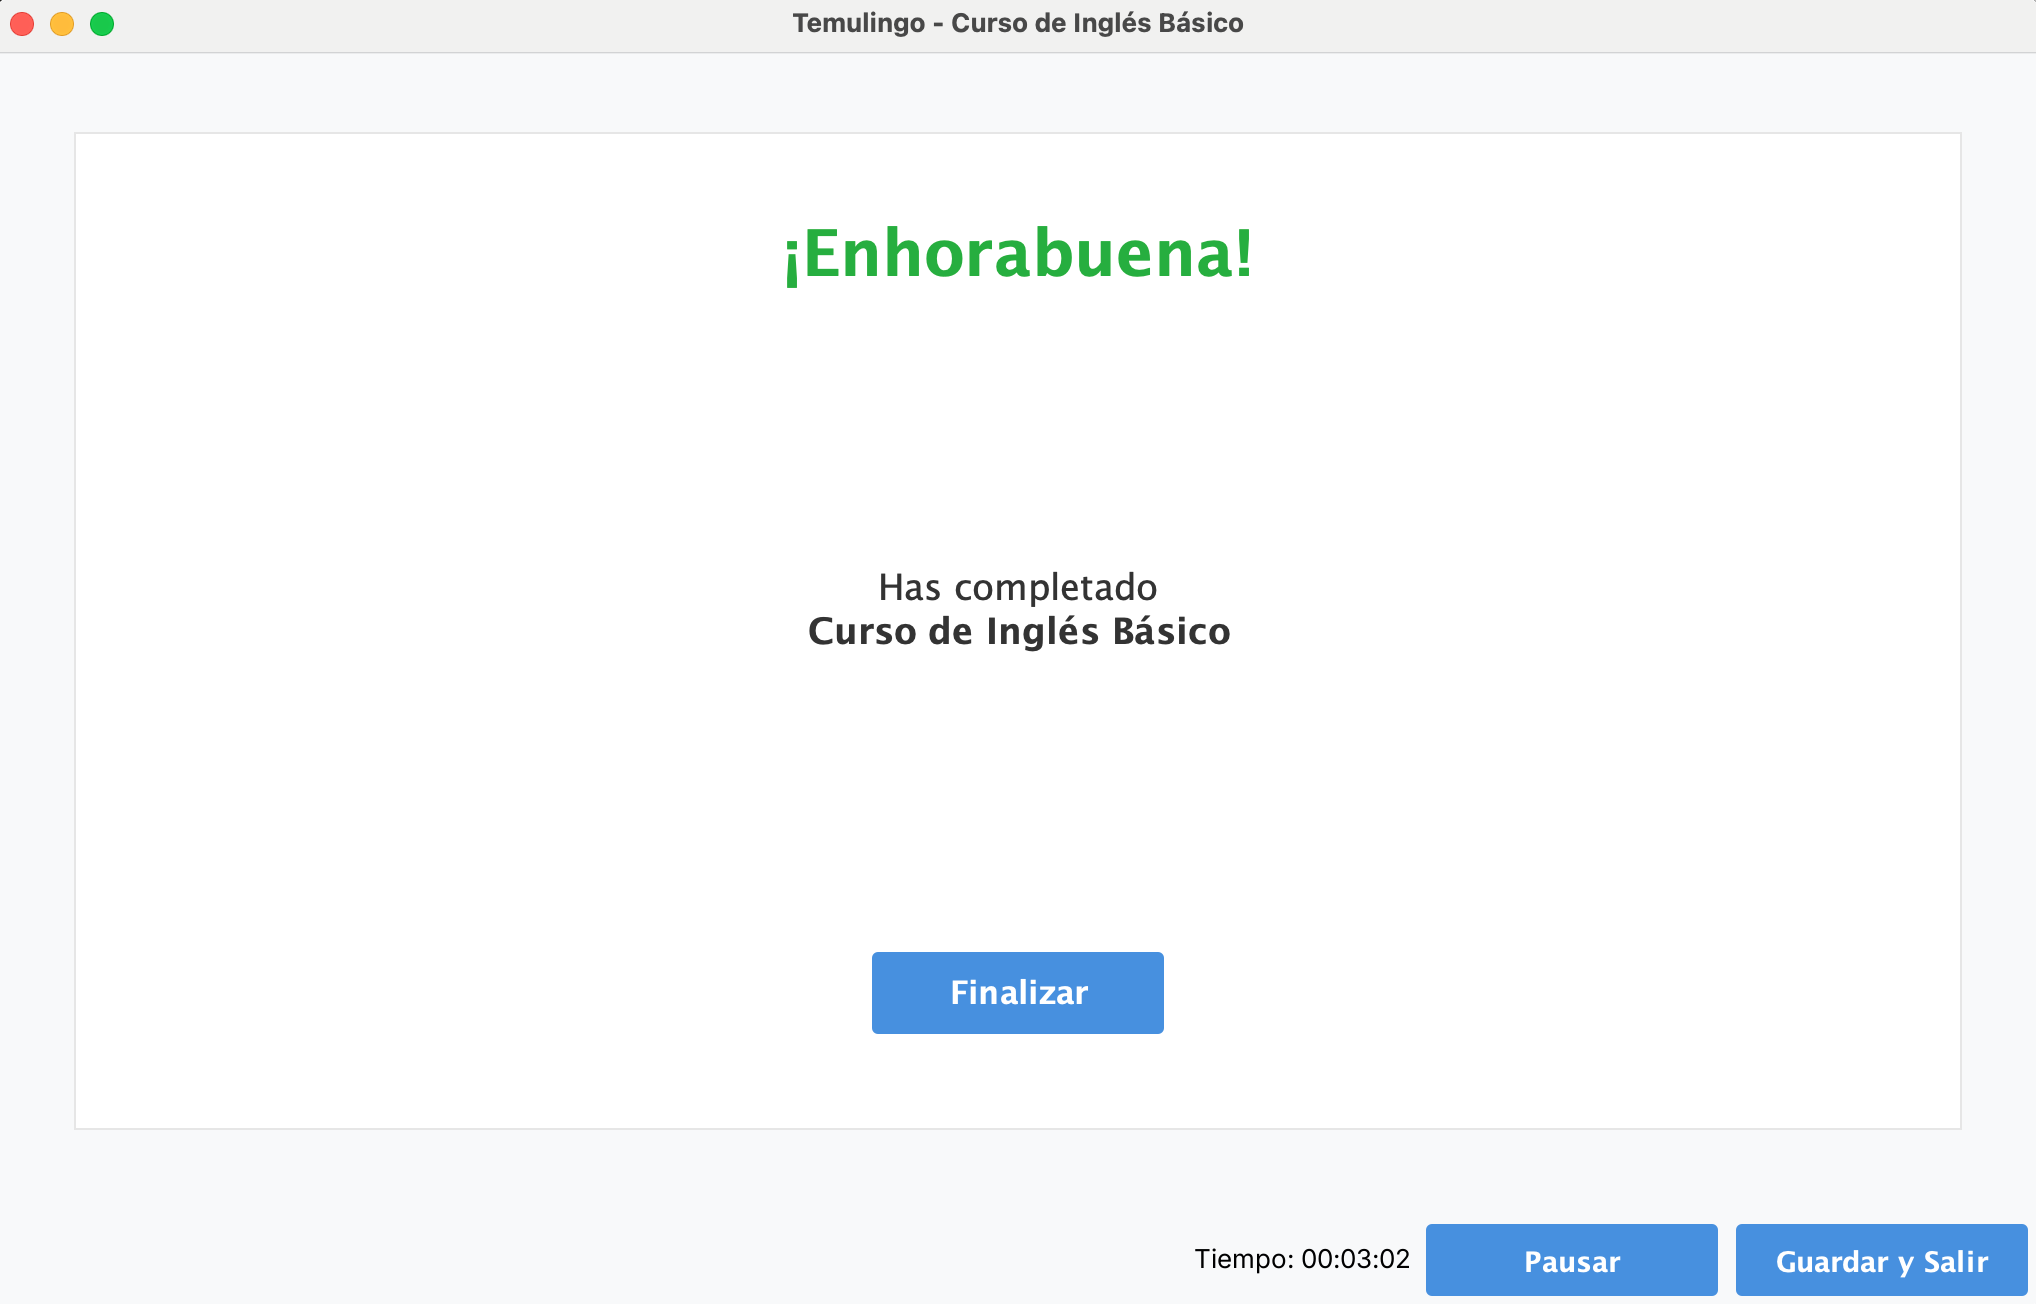 Temulingo - Curso de Inglés Básico
¡Enhorabuena!
Has completado
Curso de Inglés Básico
Finalizar
Tiempo: 00:03:02
Pausar
Guardar y Salir